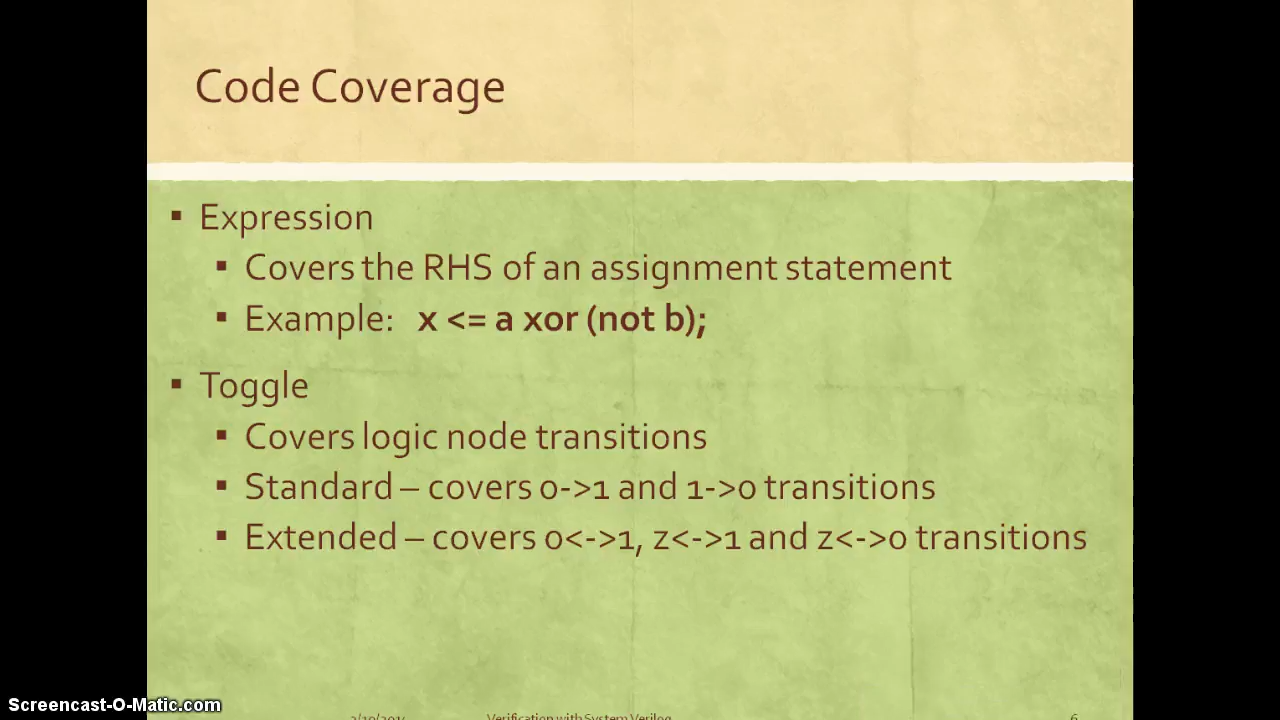 Code Coverage
▪ Expression
▪ Covers the RHS of an assignment statement
▪ Example: x <= a xor (not b);
▪ Toggle
▪ Covers logic node transitions
▪ Standard – covers 0->1 and 1->0 transitions
▪ Extended – covers 0<->1, z<->1 and z<->0 transitions
Verification with System Verilog 6
Screencast-O-Matic.com